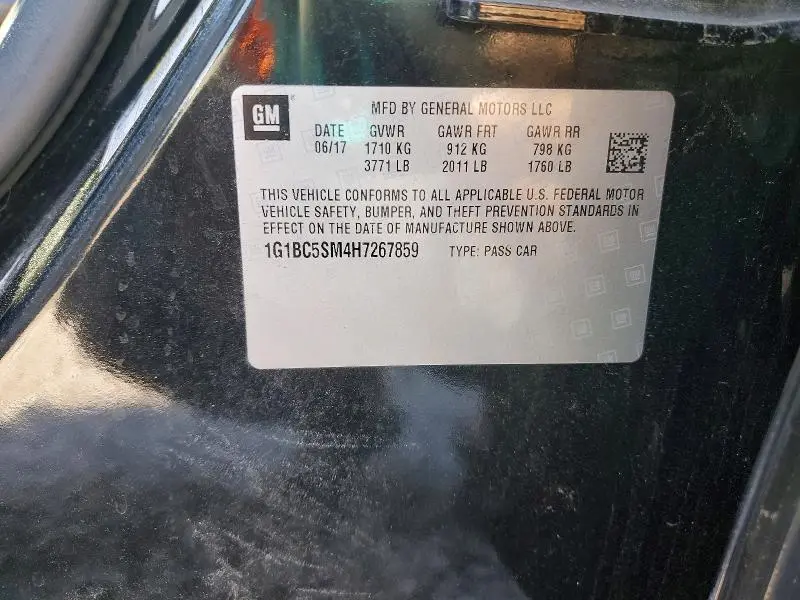 GM
MFD BY GENERAL MOTORS LLC
DATE GVWR GAWR FRT GAWR RR
06/17 1710 KG 912 KG 798 KG
3771 LB 2011 LB 1760 LB
THIS VEHICLE CONFORMS TO ALL APPLICABLE U.S. FEDERAL MOTOR
VEHICLE SAFETY, BUMPER, AND THEFT PREVENTION STANDARDS IN
EFFECT ON THE DATE OF MANUFACTURE SHOWN ABOVE.
1G1BC5SM4H7267859 TYPE: PASS CAR